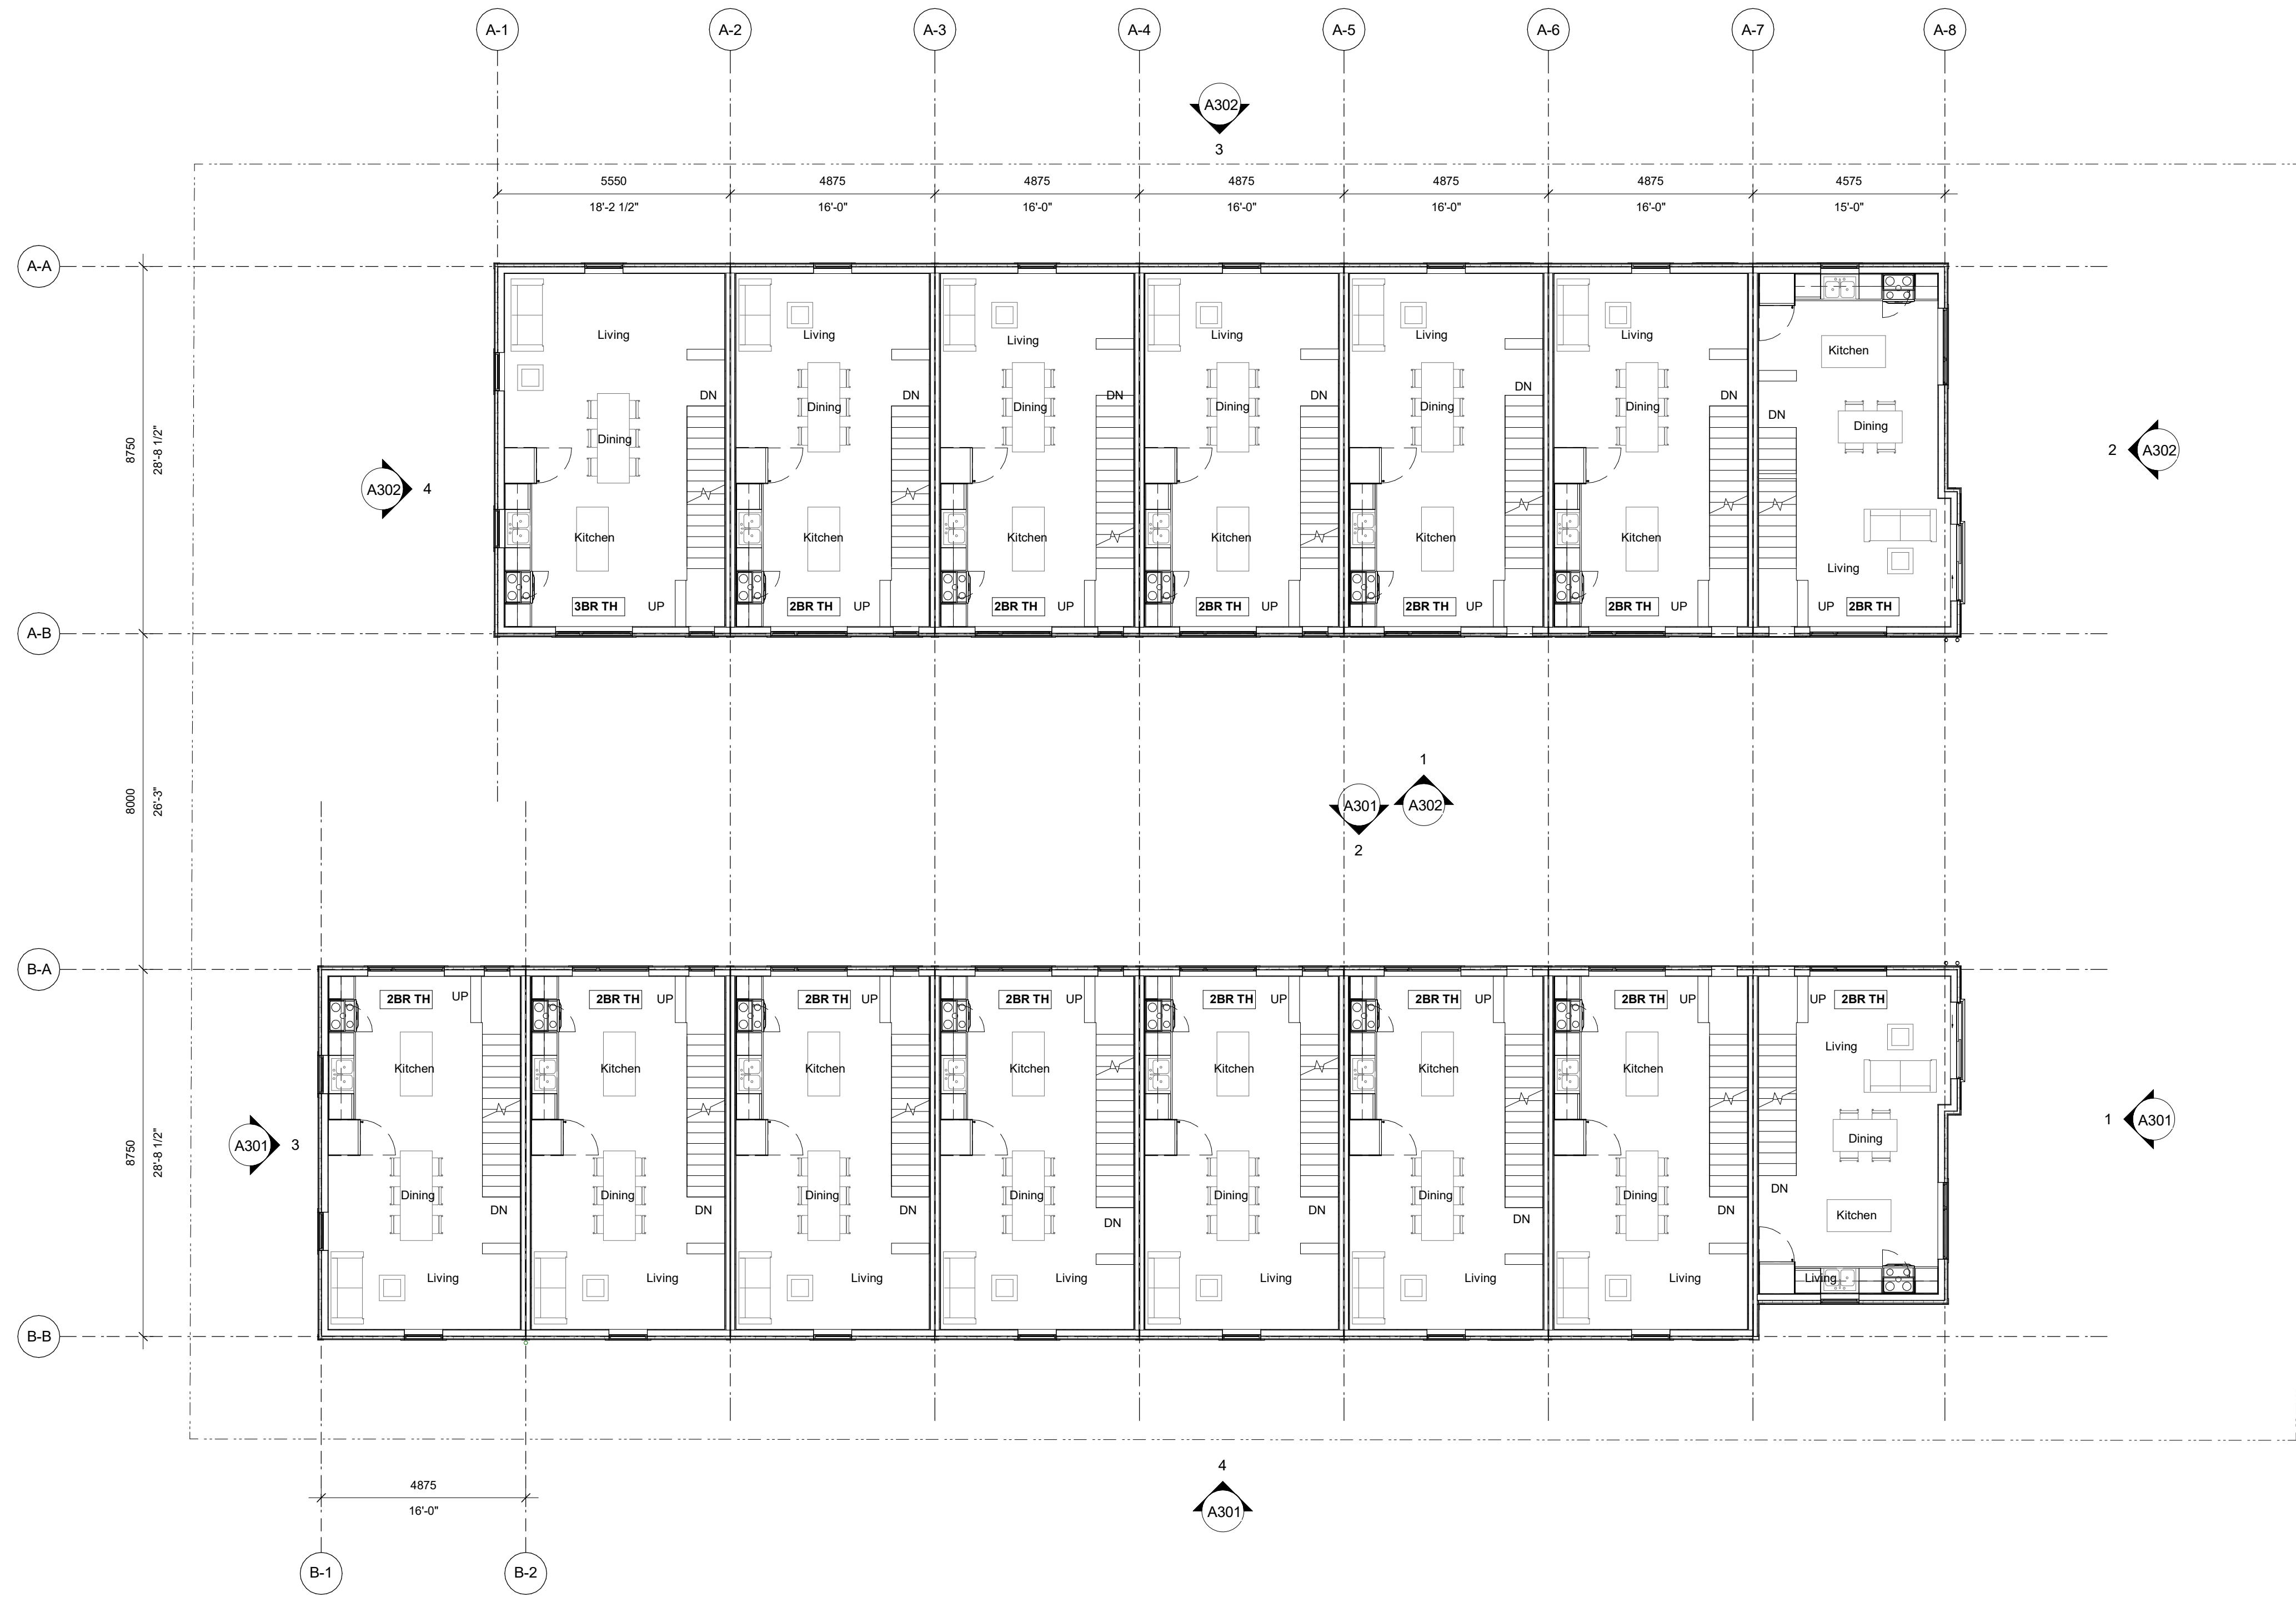 A-1 A-2 A-3 A-4 A-5 A-6 A-7 A-8
A302
3
5550 4875 4875 4875 4875 4875 4575
18'-2 1/2" 16'-0" 16'-0" 16'-0" 16'-0" 16'-0" 15'-0"
A-A
Living Living Living Living Living Living Kitchen
DN DN DN DN DN DN DN
Dining Dining Dining Dining Dining Dining Dining
8750
28'-8 1/2"
A302 4
2 A302
Kitchen Kitchen Kitchen Kitchen Kitchen Kitchen Living
3BR TH UP 2BR TH UP 2BR TH UP 2BR TH UP 2BR TH UP 2BR TH UP UP 2BR TH
A-B
8000
26'-3"
1
A301 A302
2
B-A
2BR TH UP 2BR TH UP 2BR TH UP 2BR TH UP 2BR TH UP 2BR TH UP 2BR TH UP UP 2BR TH
Living
Kitchen Kitchen Kitchen Kitchen Kitchen Kitchen Kitchen
8750
28'-8 1/2"
A301 3
1 A301
Dining
Dining Dining Dining Dining Dining Dining Dining
DN DN DN DN DN DN DN DN
Kitchen
Living Living Living Living Living Living Living Living
B-B
4
A301
4875
16'-0"
B-1 B-2